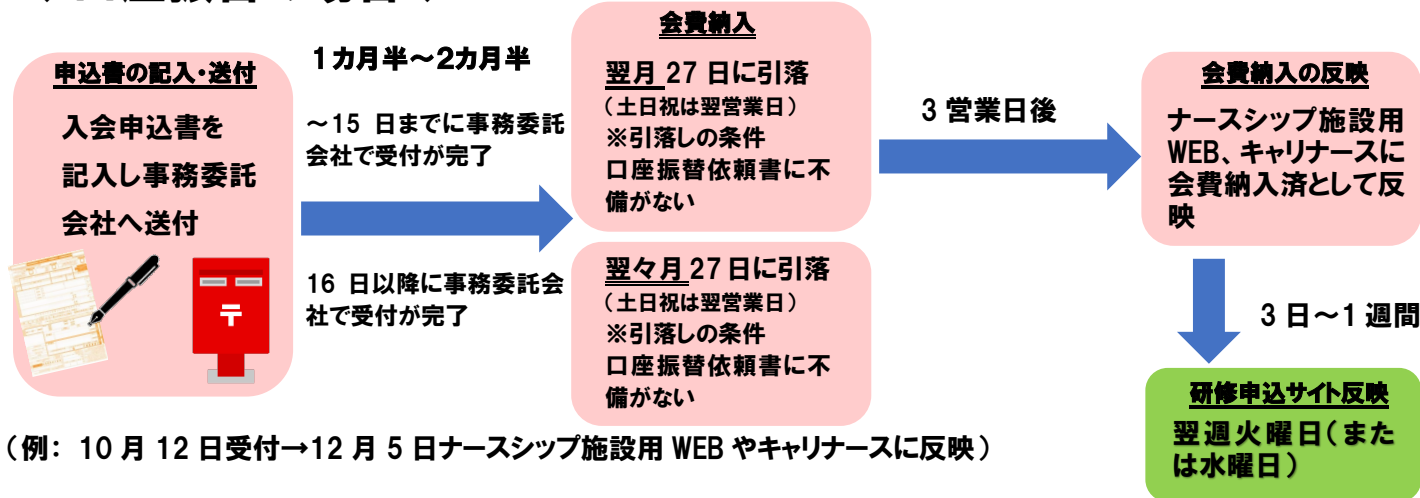 申込書の記入・送付
入会申込書を
記入し事務委託
会社へ送付
〒
1カ月半～2カ月半
～15 日までに事務委託
会社で受付が完了
16 日以降に事務委託会
社で受付が完了
会費納入
翌月 27 日に引落
（土日祝は翌営業日）
※引落しの条件
口座振替依頼書に不
備がない
翌々月 27 日に引落
（土日祝は翌営業日）
※引落しの条件
口座振替依頼書に不
備がない
3 営業日後
会費納入の反映
ナースシップ施設用
WEB、キャリナースに
会費納入済として反
映
3 日～1 週間
研修申込サイト反映
翌週火曜日（また
は水曜日）
（例： 10 月 12 日受付→12 月 5 日ナースシップ施設用 WEB やキャリナースに反映）